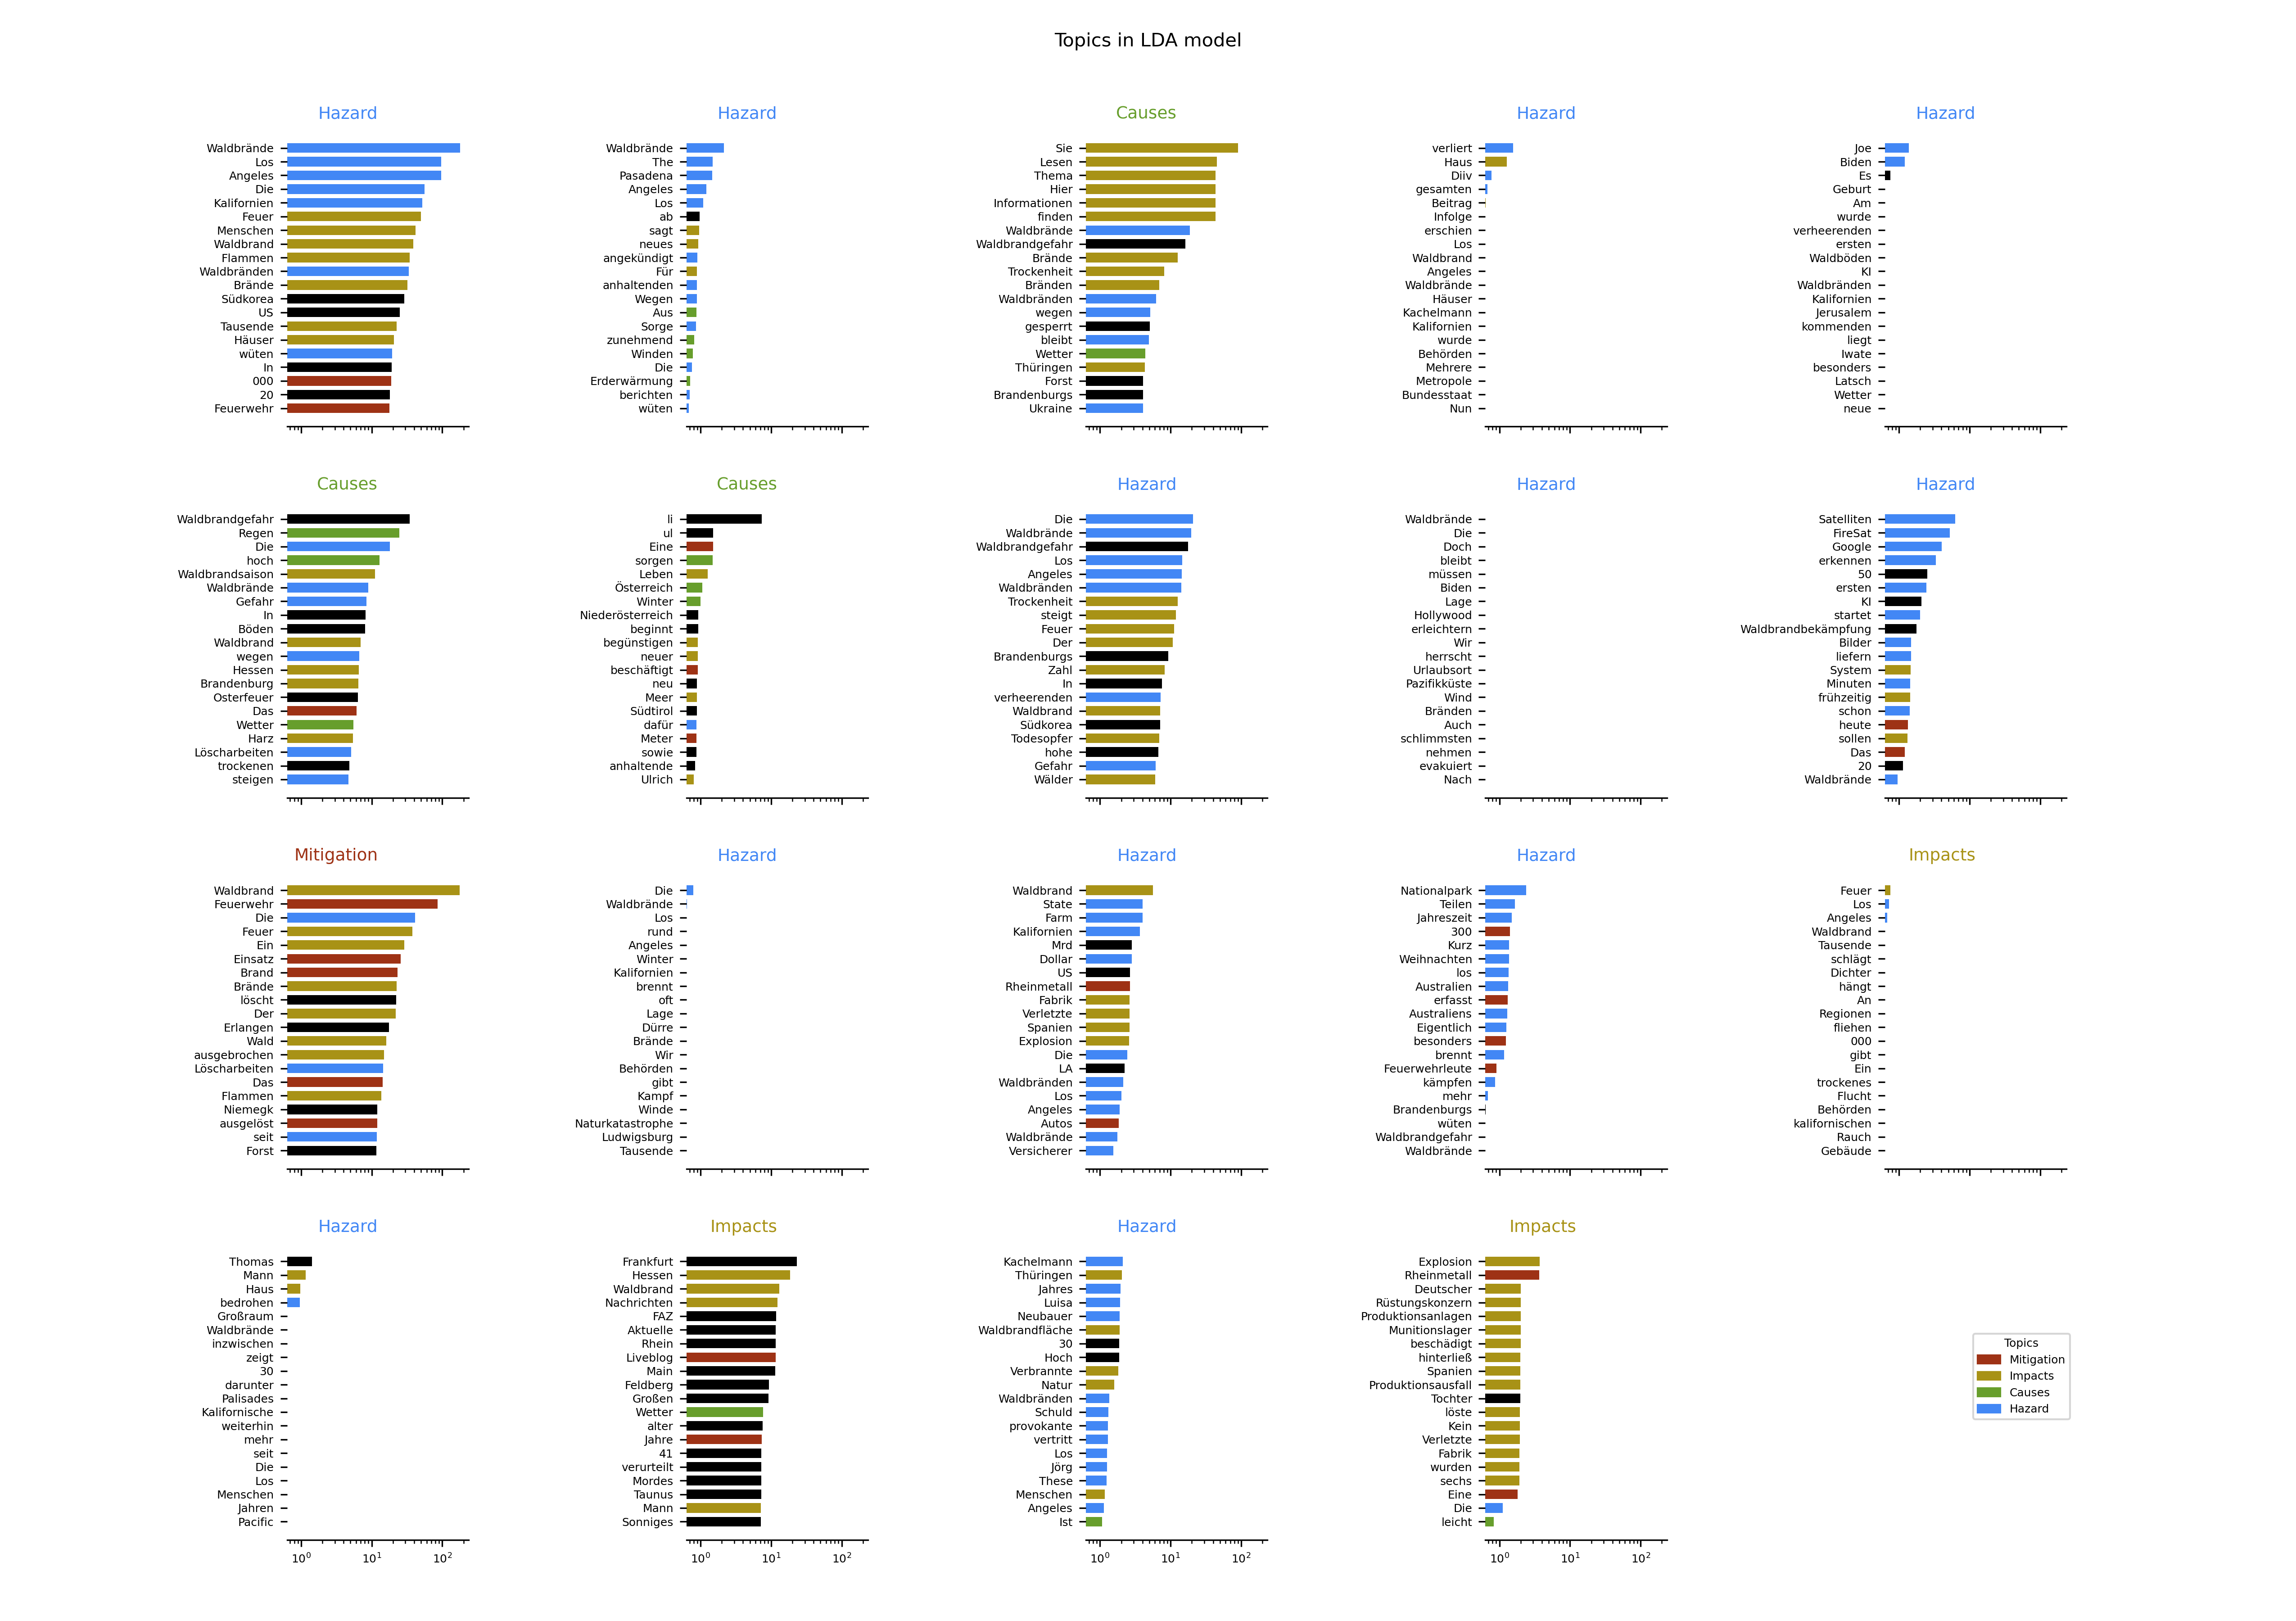 Topics in LDA model
Hazard
Waldbrände
Los
Angeles
Die
Kalifornien
Feuer
Menschen
Waldbrand
Flammen
Waldbränden
Brände
Südkorea
US
Tausende
Häuser
wüten
In
000
20
Feuerwehr
Hazard
Waldbrände
The
Pasadena
Angeles
Los
ab
sagt
neues
angekündigt
Für
anhaltenden
Wegen
Aus
Sorge
zunehmend
Winden
Die
Erderwärmung
berichten
wüten
Causes
Sie
Lesen
Thema
Hier
Informationen
finden
Waldbrände
Waldbrandgefahr
Brände
Trockenheit
Bränden
Waldbränden
wegen
gesperrt
bleibt
Wetter
Thüringen
Forst
Brandenburgs
Ukraine
Hazard
verliert
Haus
Diiv
gesamten
Beitrag
Infolge
erschien
Los
Waldbrand
Angeles
Waldbrände
Häuser
Kachelmann
Kalifornien
wurde
Behörden
Mehrere
Metropole
Bundesstaat
Nun
Hazard
Joe
Biden
Es
Geburt
Am
wurde
verheerenden
ersten
Waldböden
KI
Waldbränden
Kalifornien
Jerusalem
kommenden
liegt
Iwate
besonders
Latsch
Wetter
neue
Causes
Waldbrandgefahr
Regen
Die
hoch
Waldbrandsaison
Waldbrände
Gefahr
In
Böden
Waldbrand
wegen
Hessen
Brandenburg
Osterfeuer
Das
Wetter
Harz
Löscharbeiten
trockenen
steigen
Causes
li
ul
Eine
sorgen
Leben
Österreich
Winter
Niederösterreich
beginnt
begünstigen
neuer
beschäftigt
neu
Meer
Südtirol
dafür
Meter
sowie
anhaltende
Ulrich
Hazard
Die
Waldbrände
Waldbrandgefahr
Los
Angeles
Waldbränden
Trockenheit
steigt
Feuer
Der
Brandenburgs
Zahl
In
verheerenden
Waldbrand
Südkorea
Todesopfer
hohe
Gefahr
Wälder
Hazard
Waldbrände
Die
Doch
bleibt
müssen
Biden
Lage
Hollywood
erleichtern
Wir
herrscht
Urlaubsort
Pazifikküste
Wind
Bränden
Auch
schlimmsten
nehmen
evakuiert
Nach
Hazard
Satelliten
FireSat
Google
erkennen
50
ersten
KI
startet
Waldbrandbekämpfung
Bilder
liefern
System
Minuten
frühzeitig
schon
heute
sollen
Das
20
Waldbrände
Mitigation
Waldbrand
Feuerwehr
Die
Feuer
Ein
Einsatz
Brand
Brände
löscht
Der
Erlangen
Wald
ausgebrochen
Löscharbeiten
Das
Flammen
Niemegk
ausgelöst
seit
Forst
Hazard
Die
Waldbrände
Los
rund
Angeles
Winter
Kalifornien
brennt
oft
Lage
Dürre
Brände
Wir
Behörden
gibt
Kampf
Winde
Naturkatastrophe
Ludwigsburg
Tausende
Hazard
Waldbrand
State
Farm
Kalifornien
Mrd
Dollar
US
Rheinmetall
Fabrik
Verletzte
Spanien
Explosion
Die
LA
Waldbränden
Los
Angeles
Autos
Waldbrände
Versicherer
Hazard
Nationalpark
Teilen
Jahreszeit
300
Kurz
Weihnachten
los
Australien
erfasst
Australiens
Eigentlich
besonders
brennt
Feuerwehrleute
kämpfen
mehr
Brandenburgs
wüten
Waldbrandgefahr
Waldbrände
Impacts
Feuer
Los
Angeles
Waldbrand
Tausende
schlägt
Dichter
hängt
An
Regionen
fliehen
000
gibt
Ein
trockenes
Flucht
Behörden
kalifornischen
Rauch
Gebäude
Hazard
Thomas
Mann
Haus
bedrohen
Großraum
Waldbrände
inzwischen
zeigt
30
darunter
Palisades
Kalifornische
weiterhin
mehr
seit
Die
Los
Menschen
Jahren
Pacific
10⁰ 10¹ 10²
Impacts
Frankfurt
Hessen
Waldbrand
Nachrichten
FAZ
Aktuelle
Rhein
Liveblog
Main
Feldberg
Großen
Wetter
alter
Jahre
41
verurteilt
Mordes
Taunus
Mann
Sonniges
10⁰ 10¹ 10²
Hazard
Kachelmann
Thüringen
Jahres
Luisa
Neubauer
Waldbrandfläche
30
Hoch
Verbrannte
Natur
Waldbränden
Schuld
provokante
vertritt
Los
Jörg
These
Menschen
Angeles
Ist
10⁰ 10¹ 10²
Impacts
Explosion
Rheinmetall
Deutscher
Rüstungskonzern
Produktionsanlagen
Munitionslager
beschädigt
hinterließ
Spanien
Produktionsausfall
Tochter
löste
Kein
Verletzte
Fabrik
wurden
sechs
Eine
Die
leicht
10⁰ 10¹ 10²
Topics
Mitigation
Impacts
Causes
Hazard